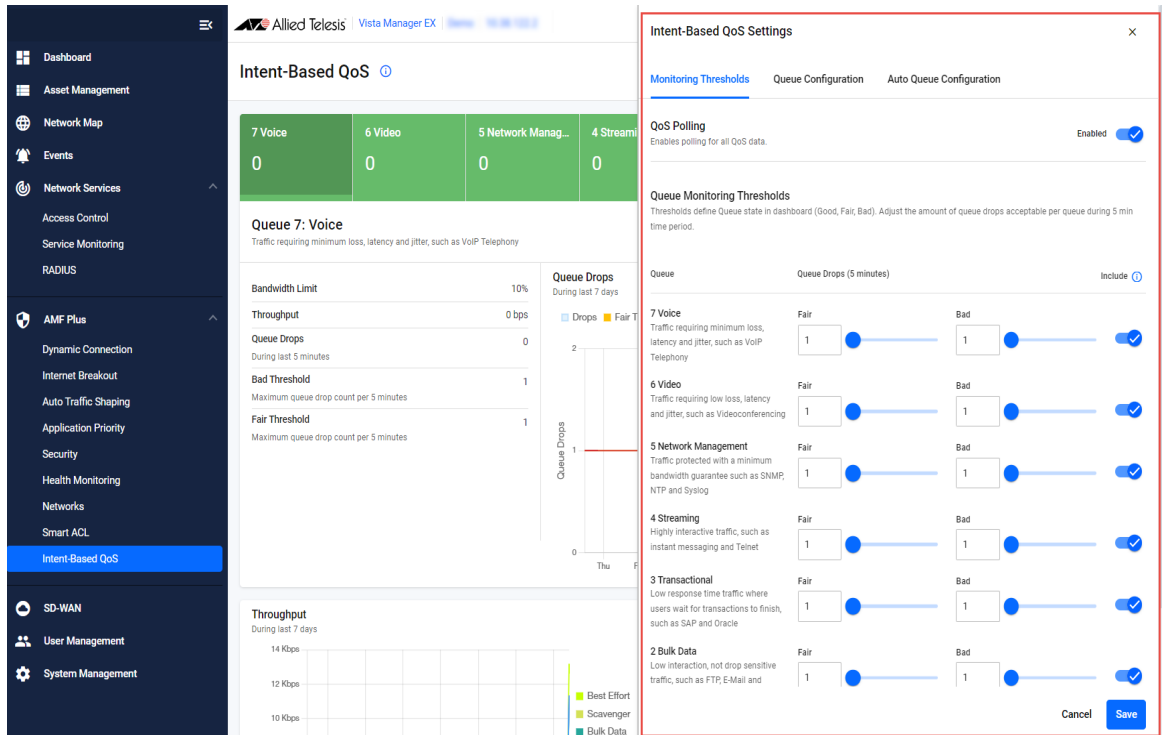 Dashboard
Asset Management
Network Map
Events
Network Services
Access Control
Service Monitoring
RADIUS
AMF Plus
Dynamic Connection
Internet Breakout
Auto Traffic Shaping
Application Priority
Security
Health Monitoring
Networks
Smart ACL
Intent-Based QoS
SD-WAN
User Management
System Management
Allied Telesis
Vista Manager EX
Intent-Based QoS
7 Voice
0
6 Video
0
5 Network Manag...
0
4 Streami
0
Queue 7: Voice
Traffic requiring minimum loss, latency and jitter, such as VoIP Telephony
Bandwidth Limit 10%
Throughput 0 bps
Queue Drops 0
During last 5 minutes
Bad Threshold 1
Maximum queue drop count per 5 minutes
Fair Threshold 1
Maximum queue drop count per 5 minutes
Queue Drops
During last 7 days
Drops Fair T
2
1
0
Queue Drops
Thu F
Throughput
During last 7 days
14 Kbps
12 Kbps
10 Kbps
Best Effort
Scavenger
Bulk Data
Intent-Based QoS Settings
Monitoring Thresholds Queue Configuration Auto Queue Configuration
QoS Polling
Enables polling for all QoS data.
Enabled
Queue Monitoring Thresholds
Thresholds define Queue state in dashboard (Good, Fair, Bad). Adjust the amount of queue drops acceptable per queue during 5 min
time period.
Queue Queue Drops (5 minutes) Include
7 Voice
Traffic requiring minimum loss,
latency and jitter, such as VoIP
Telephony
Fair
1
Bad
1
6 Video
Traffic requiring low loss, latency
and jitter, such as Videoconferencing
Fair
1
Bad
1
5 Network Management
Traffic protected with a minimum
bandwidth guarantee such as SNMP,
NTP and Syslog
Fair
1
Bad
1
4 Streaming
Highly interactive traffic, such as
instant messaging and Telnet
Fair
1
Bad
1
3 Transactional
Low response time traffic where
users wait for transactions to finish,
such as SAP and Oracle
Fair
1
Bad
1
2 Bulk Data
Low interaction, not drop sensitive
traffic, such as FTP, E-Mail and
Fair
1
Bad
1
Cancel Save